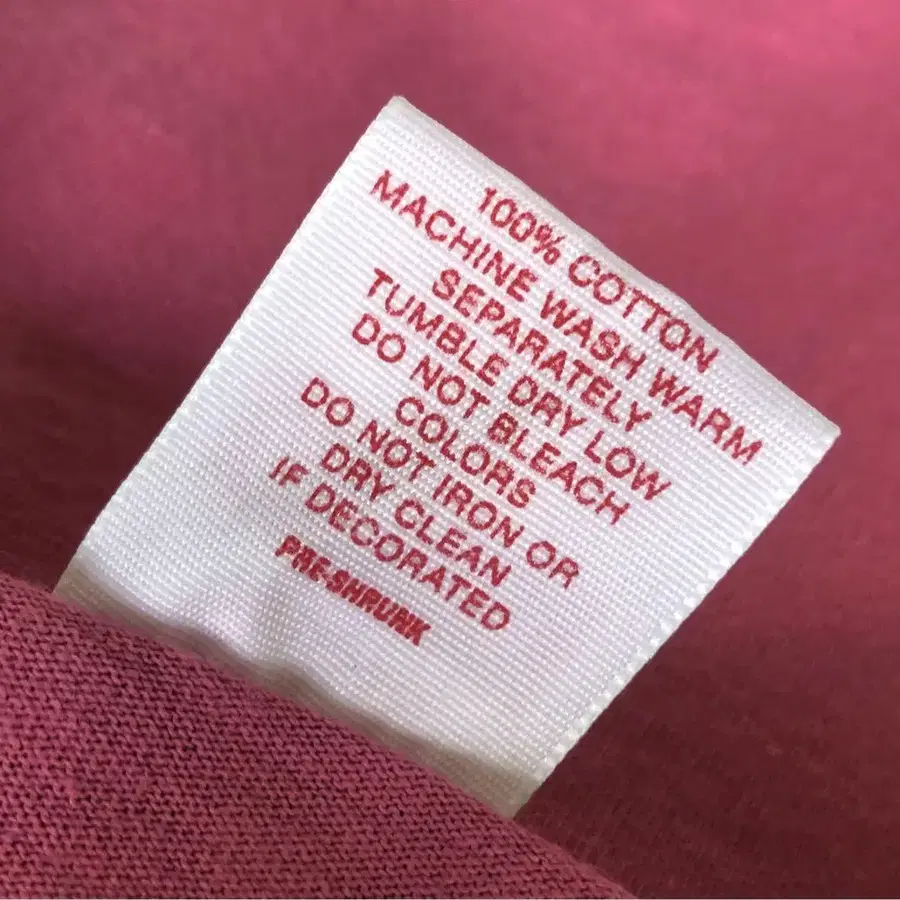 100% COTTON
MACHINE WASH WARM
SEPARATELY
TUMBLE DRY LOW
DO NOT BLEACH
COLORS
DO NOT IRON OR
DRY CLEAN
IF DECORATED
PRE-SHRUNK